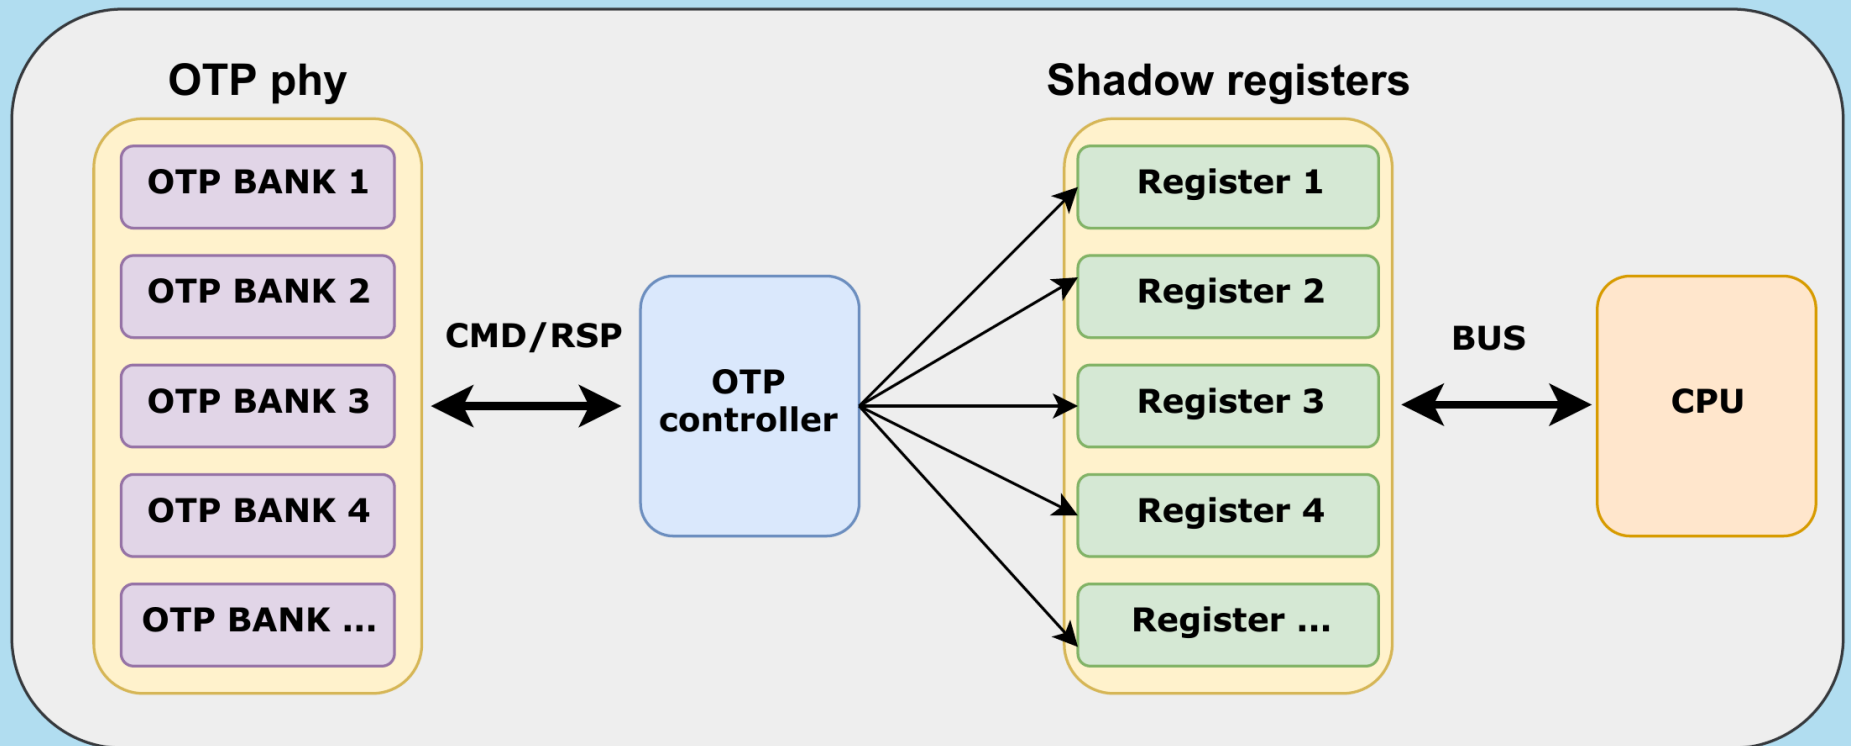 OTP phy
OTP BANK 1
OTP BANK 2
OTP BANK 3
OTP BANK 4
OTP BANK ...
CMD/RSP
OTP
controller
Shadow registers
Register 1
Register 2
Register 3
Register 4
Register ...
BUS
CPU